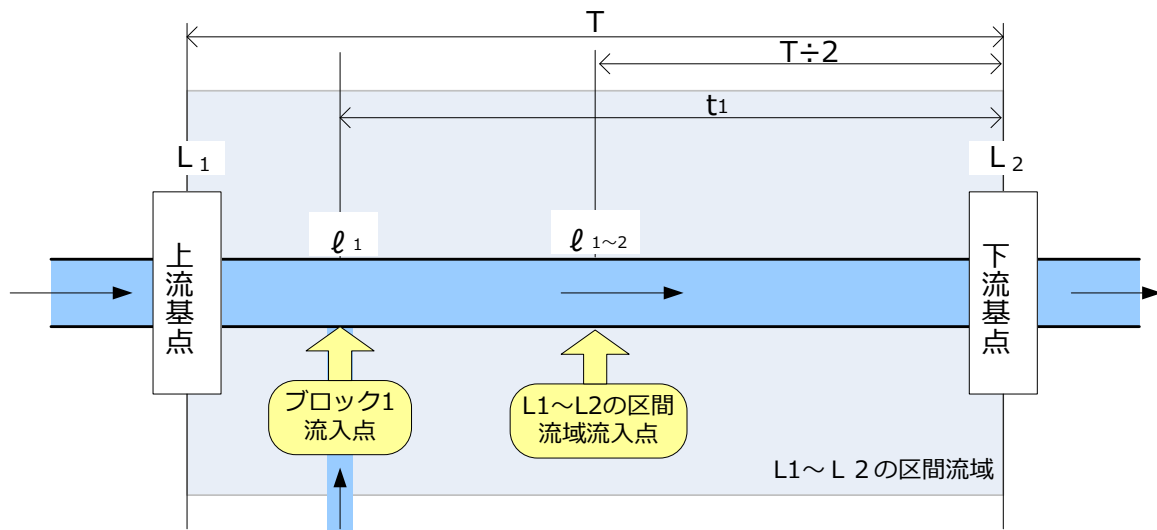 T
T÷2
t1
L 1
L 2
ℓ 1
ℓ 1～2
上流基点
下流基点
ブロック1
流入点
L1～L2の区間
流域流入点
L1～Ｌ２の区間流域